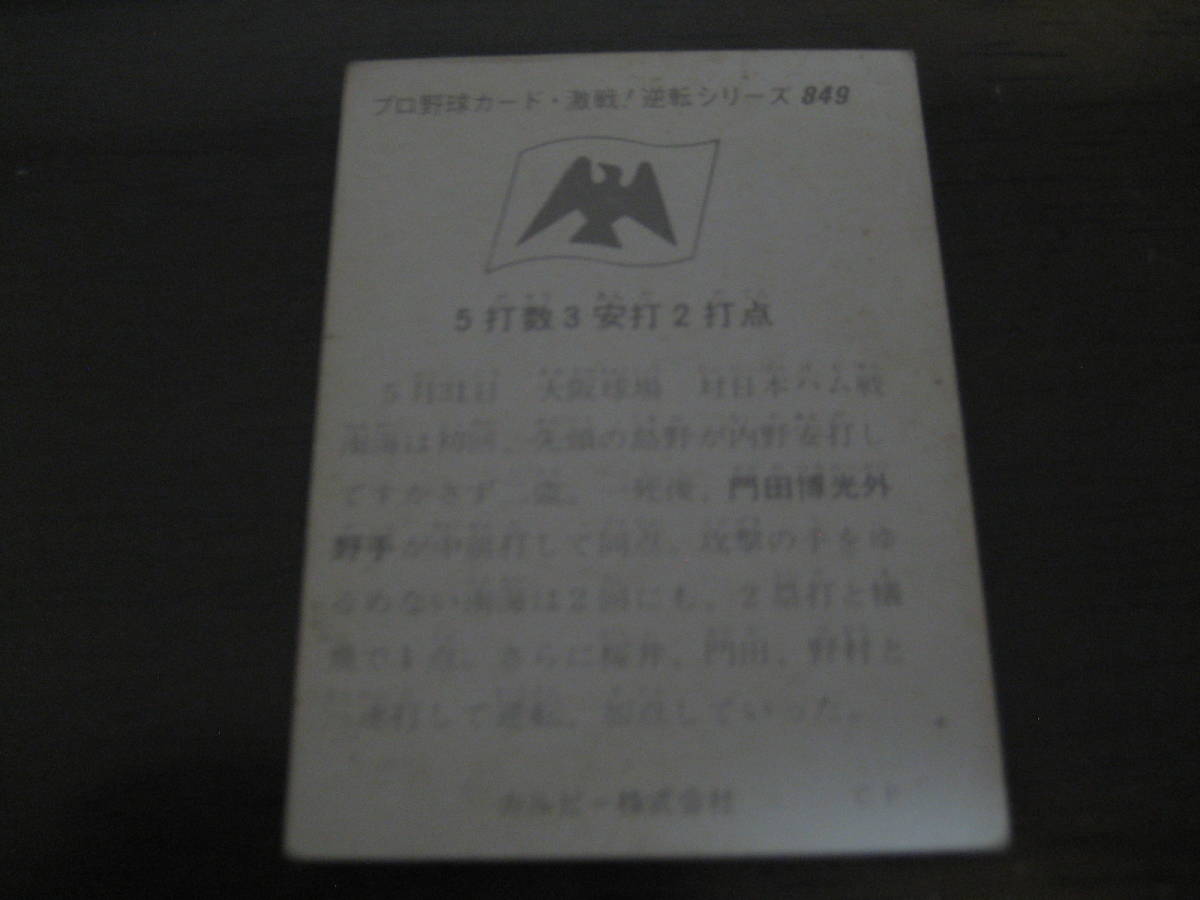 プロ野球カード・激戦!逆転シリーズ 849
5打数3安打2打点
5月31日 大阪球場 対日本ハム戦
南海は初回、先頭の島野が内野安打し
てすかさず二盗。一死後、門田博光外
野手が中前打して同点、攻撃の手をゆ
るめない南海は2回にも、2塁打と犠
飛で1点。さらに桜井、門田、野村と
連打して逆転、加点していった。
カルビー株式会社